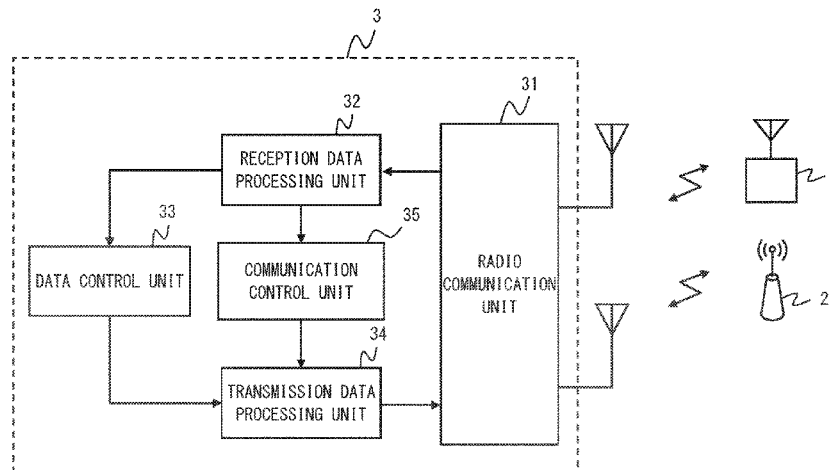 3
32
31
RECEPTION DATA
PROCESSING UNIT
33
35
DATA CONTROL UNIT
COMMUNICATION
CONTROL UNIT
RADIO
COMMUNICATION
UNIT
2
34
TRANSMISSION DATA
PROCESSING UNIT